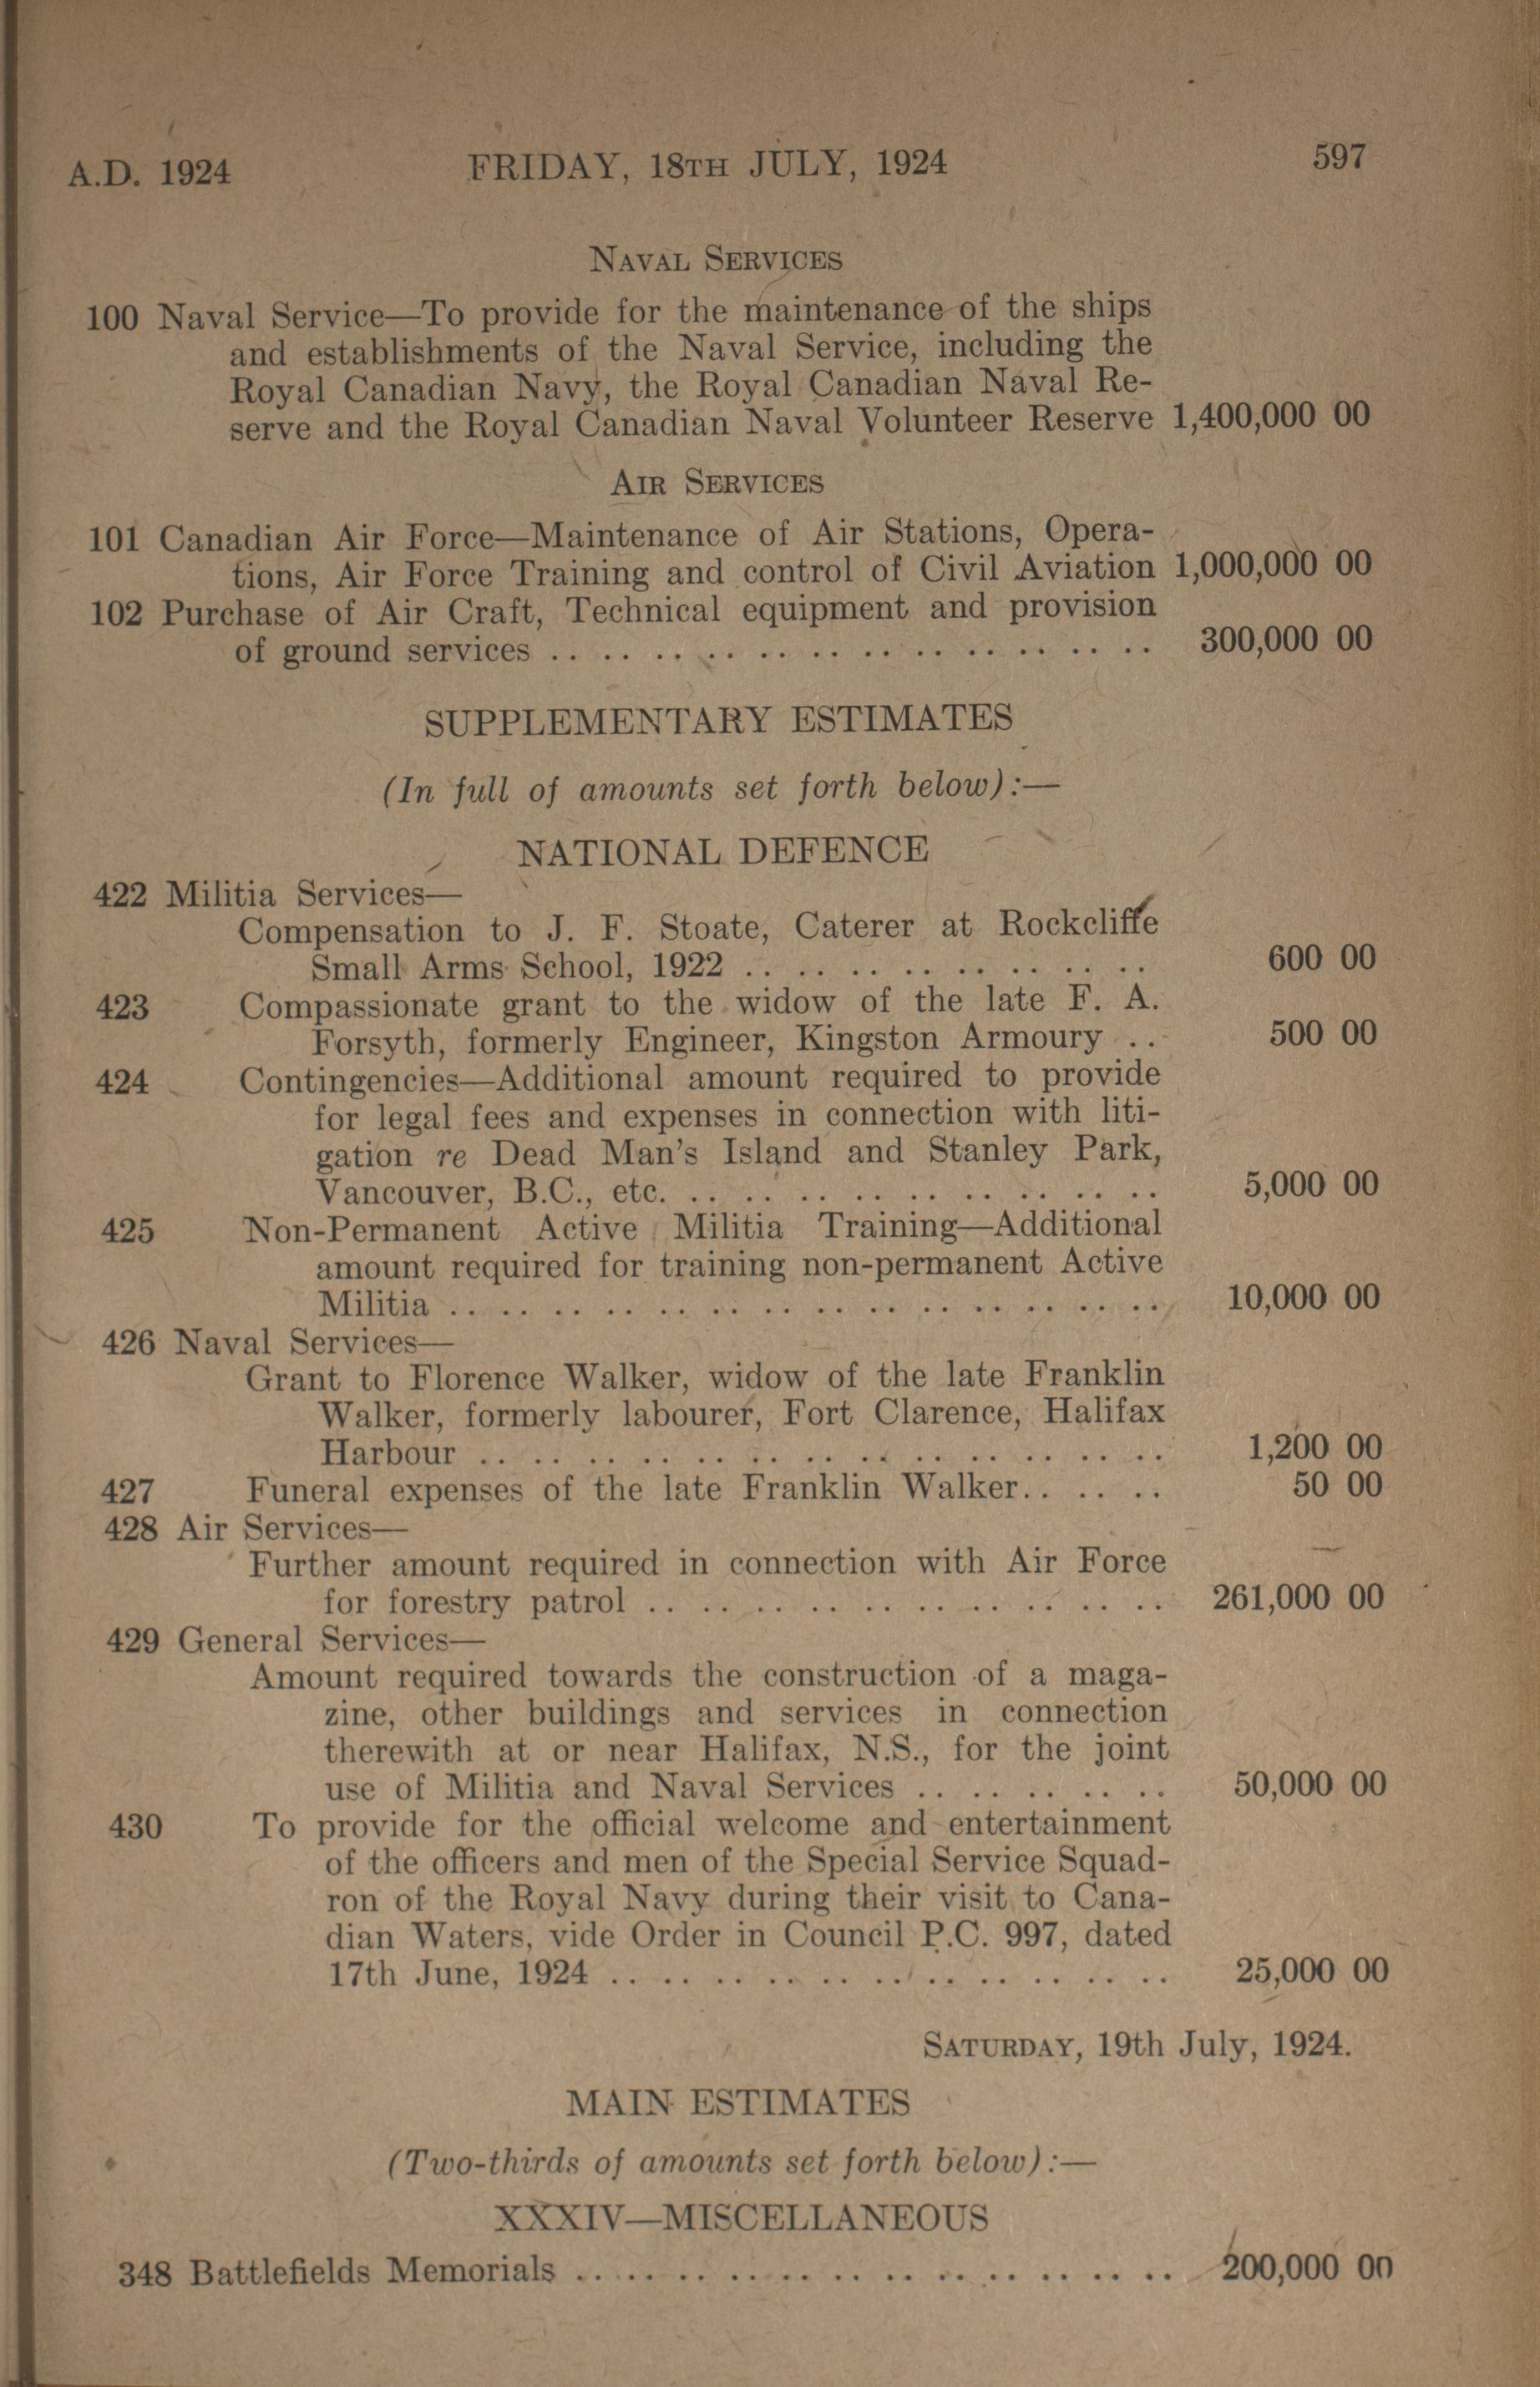 A.D. 1924 FRIDAY, 18TH JULY, 1924 597
NAVAL SERVICES
100 Naval Service—To provide for the maintenance of the ships
and establishments of the Naval Service, including the
Royal Canadian Navy, the Royal Canadian Naval Re-
serve and the Royal Canadian Naval Volunteer Reserve 1,400,000 00
AIR SERVICES
101 Canadian Air Force—Maintenance of Air Stations, Opera-
tions, Air Force Training and control of Civil Aviation 1,000,000 00
102 Purchase of Air Craft, Technical equipment and provision
of ground services .. .. .. .. .. .. .. .. .. .. .. .. 300,000 00
SUPPLEMENTARY ESTIMATES
(In full of amounts set forth below):—
NATIONAL DEFENCE
422 Militia Services—
Compensation to J. F. Stoate, Caterer at Rockcliffe
Small Arms School, 1922 .. .. .. .. .. .. .. .. 600 00
423 Compassionate grant to the widow of the late F. A.
Forsyth, formerly Engineer, Kingston Armoury .. 500 00
424 Contingencies—Additional amount required to provide
for legal fees and expenses in connection with liti-
gation re Dead Man's Island and Stanley Park,
Vancouver, B.C., etc. .. .. .. .. .. .. .. .. .. 5,000 00
425 Non-Permanent Active Militia Training—Additional
amount required for training non-permanent Active
Militia .. .. .. .. .. .. .. .. .. .. .. .. .. .. 10,000 00
426 Naval Services—
Grant to Florence Walker, widow of the late Franklin
Walker, formerly labourer, Fort Clarence, Halifax
Harbour .. .. .. .. .. .. .. .. .. .. .. .. .. 1,200 00
427 Funeral expenses of the late Franklin Walker.. .. .. 50 00
428 Air Services—
Further amount required in connection with Air Force
for forestry patrol .. .. .. .. .. .. .. .. .. .. 261,000 00
429 General Services—
Amount required towards the construction of a maga-
zine, other buildings and services in connection
therewith at or near Halifax, N.S., for the joint
use of Militia and Naval Services .. .. .. .. .. 50,000 00
430 To provide for the official welcome and entertainment
of the officers and men of the Special Service Squad-
ron of the Royal Navy during their visit to Cana-
dian Waters, vide Order in Council P.C. 997, dated
17th June, 1924 .. .. .. .. .. .. .. .. .. .. .. 25,000 00
SATURDAY, 19th July, 1924.
MAIN ESTIMATES
(Two-thirds of amounts set forth below):—
XXXIV—MISCELLANEOUS
348 Battlefields Memorials .. .. .. .. .. .. .. .. .. .. .. .. 200,000 00